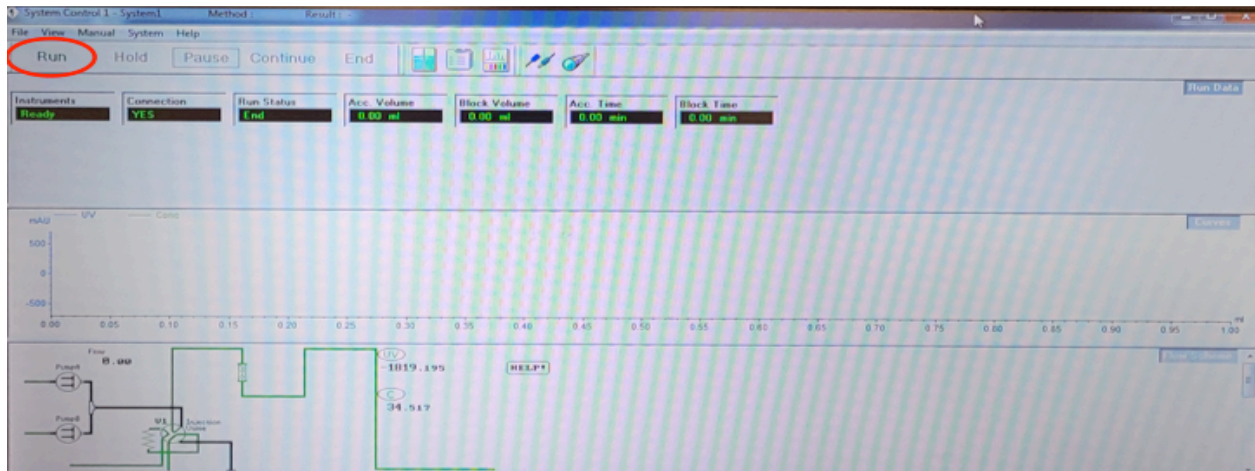 System Control 1 - System1 Method : Result : -
File View Manual System Help
Run Hold Pause Continue End
Run Data
Instruments Connection Run Status Acc. Volume Block Volume Acc. Time Block Time
Ready YES End 0.00 ml 0.00 ml 0.00 min 0.00 min
Curves
mAU UV Cond
500
0
-500
0.00 0.05 0.10 0.15 0.20 0.25 0.30 0.35 0.40 0.45 0.50 0.55 0.60 0.65 0.70 0.75 0.80 0.85 0.90 0.95 1.00
ml
Flow Scheme
Flow
0.00
UV
-1819.195
HELP!
PumpA
C
34.517
PumpB
V1 Injection
Valve